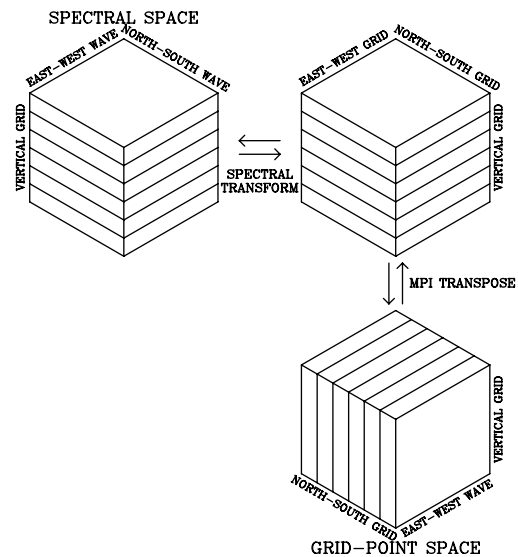 SPECTRAL SPACE
EAST-WEST WAVE
NORTH-SOUTH WAVE
VERTICAL GRID
EAST-WEST GRID
NORTH-SOUTH GRID
VERTICAL GRID
SPECTRAL
TRANSFORM
MPI TRANSPOSE
VERTICAL GRID
NORTH-SOUTH GRID
EAST-WEST WAVE
GRID-POINT SPACE